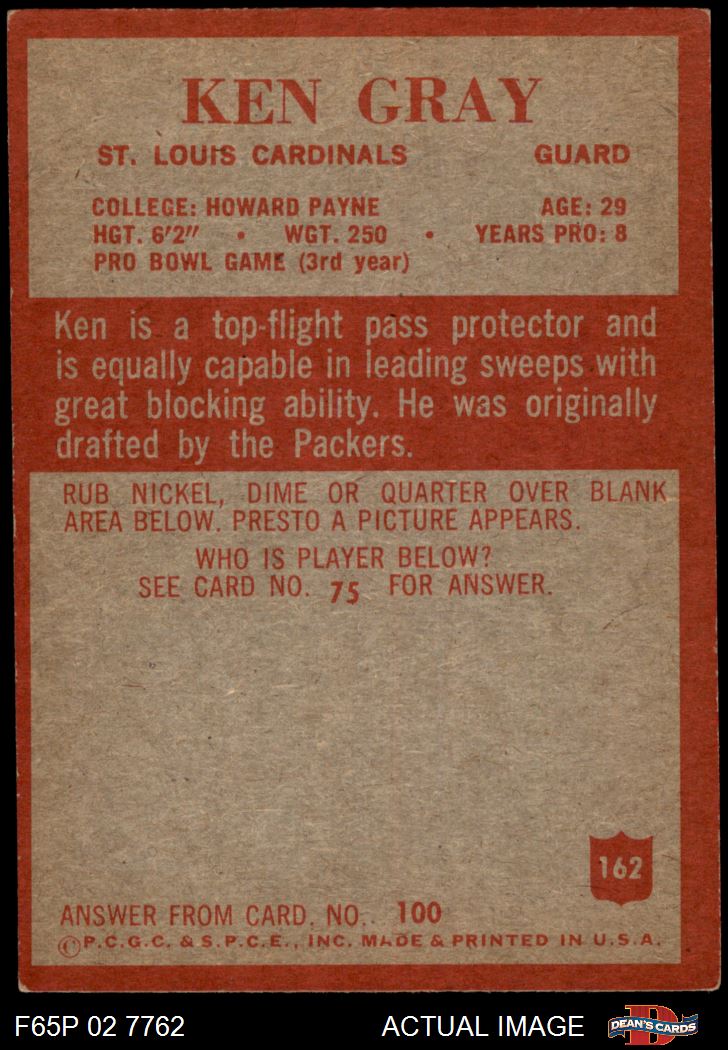 KEN GRAY
ST. LOUIS CARDINALS GUARD
COLLEGE: HOWARD PAYNE AGE: 29
HGT. 6'2" • WGT. 250 • YEARS PRO: 8
PRO BOWL GAME (3rd year)
Ken is a top-flight pass protector and
is equally capable in leading sweeps with
great blocking ability. He was originally
drafted by the Packers.
RUB NICKEL, DIME OR QUARTER OVER BLANK
AREA BELOW. PRESTO A PICTURE APPEARS.
WHO IS PLAYER BELOW?
SEE CARD NO. 75 FOR ANSWER.
162
ANSWER FROM CARD. NO. 100
©P.C.G.C. & S.P.C.E., INC. MADE & PRINTED IN U.S.A.
F65P 02 7762 ACTUAL IMAGE D DEAN'S CARDS